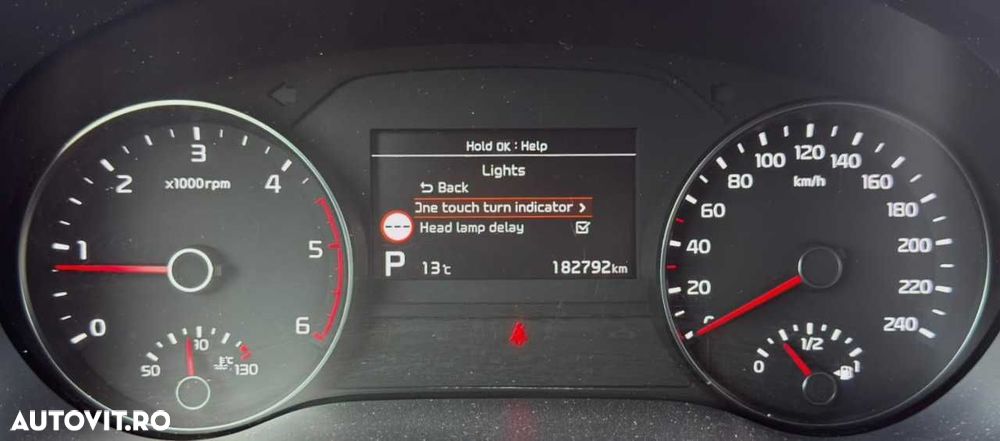 Hold OK : Help
Lights
Back
One touch turn indicator >
Head lamp delay
---
P 13℃ 182792km
0 1 2 3 4 5 6
x1000rpm
50 90 130
℃
0 20 40 60 80 100 120 140 160 180 200 220 240
km/h
0 1/2 1
AUTOVIT.RO